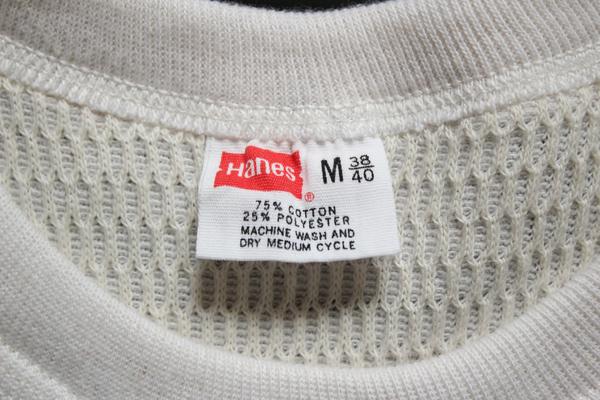 Hanes M 38/40
®
75% COTTON
25% POLYESTER
MACHINE WASH AND
DRY MEDIUM CYCLE